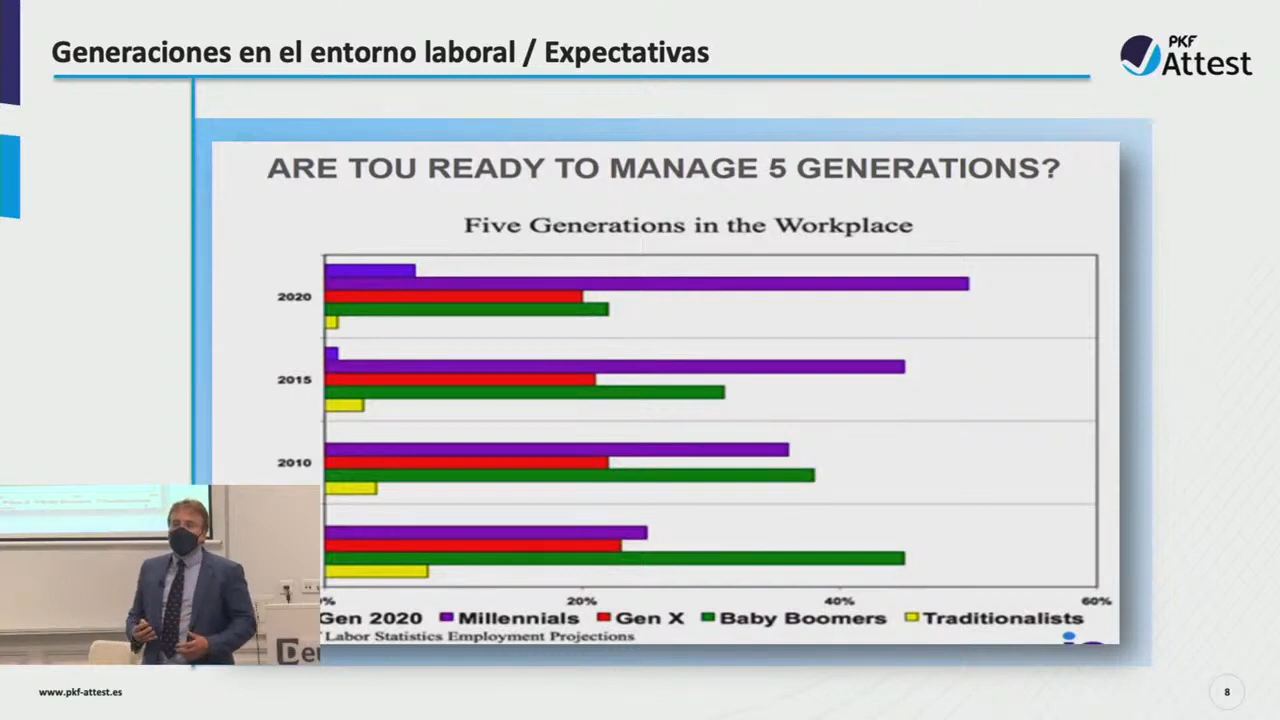 Generaciones en el entorno laboral / Expectativas
PKF
Attest
ARE TOU READY TO MANAGE 5 GENERATIONS?
Five Generations in the Workplace
2020
2015
2010
20%
40%
60%
Gen 2020 Millennials Gen X Baby Boomers Traditionalists
Labor Statistics Employment Projections
www.pkf-attest.es
8